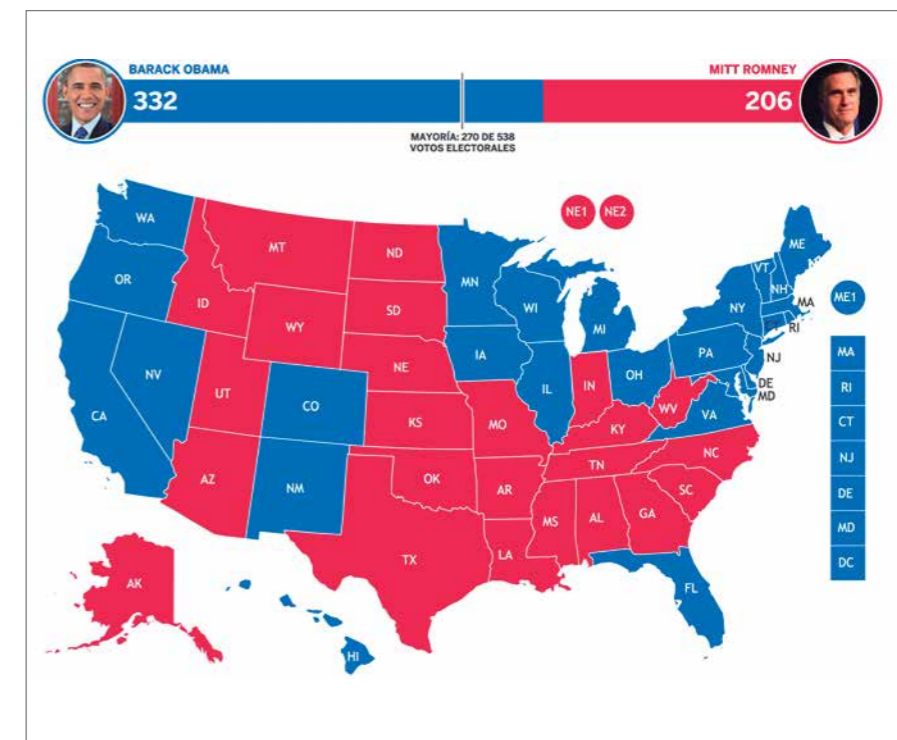 BARACK OBAMA
MITT ROMNEY
332
206
MAYORÍA: 270 DE 538
VOTOS ELECTORALES
NE1
NE2
WA
MT
ND
MN
ME
OR
ID
VT
NH
WI
NY
ME1
SD
WY
MI
MA
RI
IA
PA
MA
NE
NV
NJ
OH
UT
IL
IN
DE
RI
CO
MD
WV
CA
VA
KS
MO
CT
KY
NC
NJ
TN
AZ
OK
NM
AR
SC
DE
MS
AL
GA
MD
LA
TX
DC
AK
FL
HI